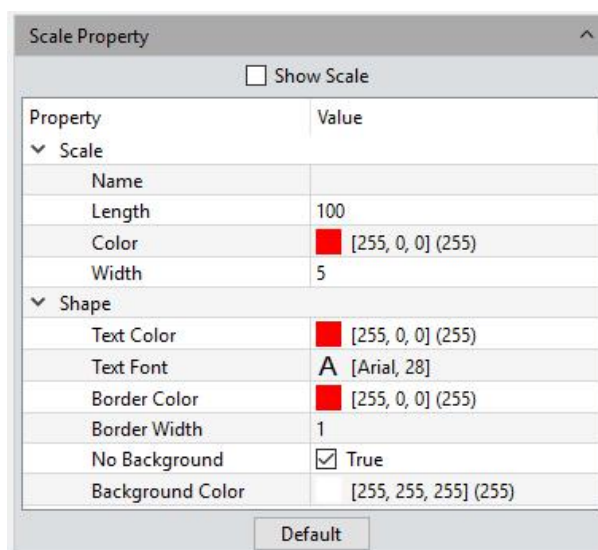 Scale Property
Show Scale
Property Value
Scale
Name
Length 100
Color [255, 0, 0] (255)
Width 5
Shape
Text Color [255, 0, 0] (255)
Text Font A [Arial, 28]
Border Color [255, 0, 0] (255)
Border Width 1
No Background True
Background Color [255, 255, 255] (255)
Default